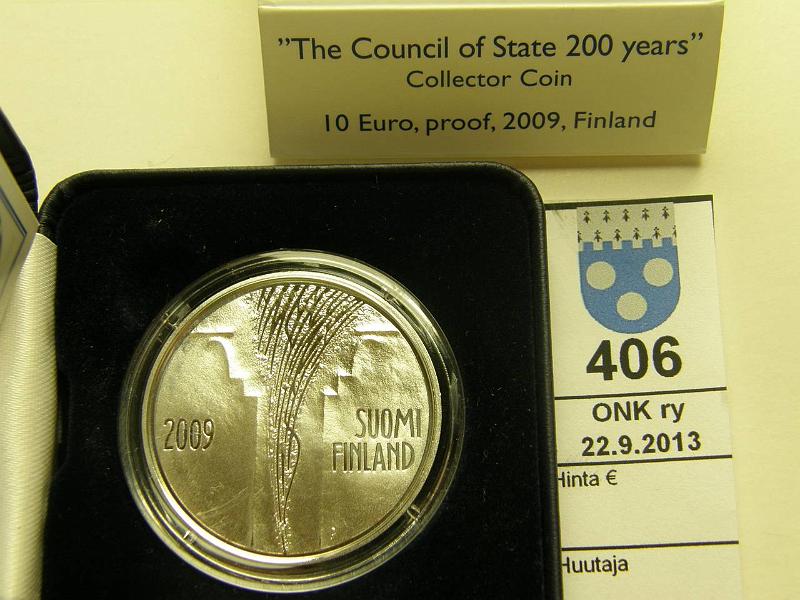 "The Council of State 200 years"
Collector Coin
10 Euro, proof, 2009, Finland
2009
SUOMI
FINLAND
406
ONK ry
22.9.2013
Hinta €
Huutaja